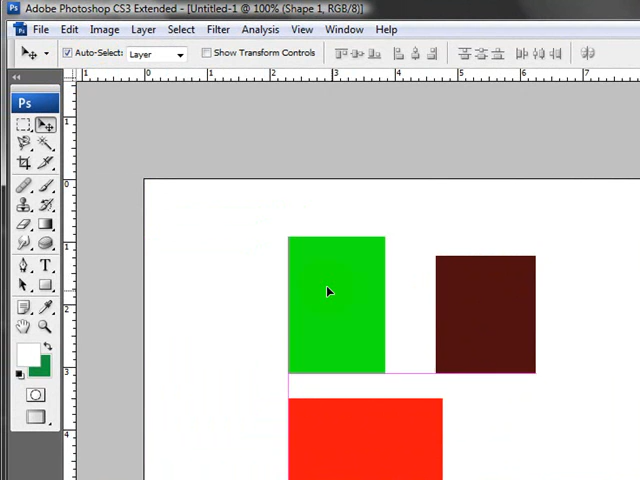 Adobe Photoshop CS3 Extended - [Untitled-1 @ 100% (Shape 1, RGB/8)]
File Edit Image Layer Select Filter Analysis View Window Help
Auto-Select: Layer Show Transform Controls
1 0 1 2 3 4 5 6 7
Ps
T
1
0
1
2
3
4